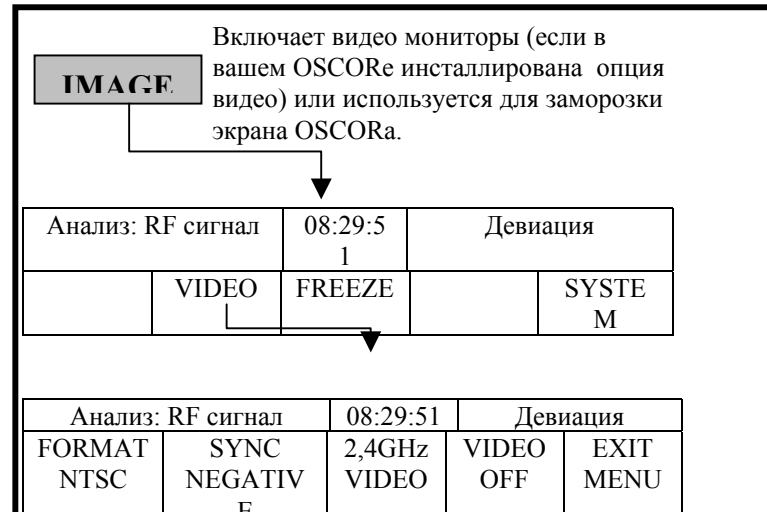 Включает видео мониторы (если в
вашем OSCORe инсталлирована опция
видео) или используется для заморозки
экрана OSCORa.
IMAGE
Анализ: RF сигнал 08:29:5 Девиация
1
VIDEO FREEZE SYSTE
M
Анализ: RF сигнал 08:29:51 Девиация
FORMAT SYNC 2,4GHz VIDEO EXIT
NTSC NEGATIV VIDEO OFF MENU
E